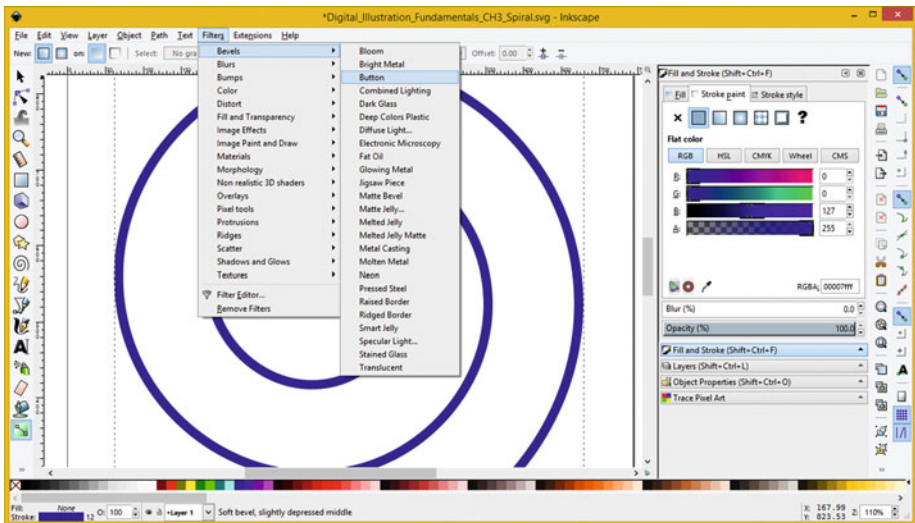 *Digital_Illustration_Fundamentals_CH3_Spiral.svg - Inkscape
File Edit View Layer Object Path Text Filters Extensions Help
New: on: Select: No gra Offset: 0.00
Bevels
Blurs
Bumps
Color
Distort
Fill and Transparency
Image Effects
Image Paint and Draw
Materials
Morphology
Non realistic 3D shaders
Overlays
Pixel tools
Protrusions
Ridges
Scatter
Shadows and Glows
Textures
Filter Editor...
Remove Filters
Bloom
Bright Metal
Button
Combined Lighting
Dark Glass
Deep Colors Plastic
Diffuse Light...
Electronic Microscopy
Fat Oil
Glowing Metal
Jigsaw Piece
Matte Bevel
Matte Jelly...
Melted Jelly
Melted Jelly Matte
Metal Casting
Molten Metal
Neon
Pressed Steel
Raised Border
Ridged Border
Smart Jelly
Specular Light...
Stained Glass
Translucent
Fill and Stroke (Shift+Ctrl+F)
Fill Stroke paint Stroke style
Flat color
RGB HSL CMYK Wheel CMS
R: 0
G: 0
B: 127
A: 255
RGBA: 00007fff
Blur (%) 0.0
Opacity (%) 100.0
Fill and Stroke (Shift+Ctrl+F)
Layers (Shift+Ctrl+L)
Object Properties (Shift+Ctrl+O)
Trace Pixel Art
Fill: None
Stroke: 12 O: 100 Layer 1 Soft bevel, slightly depressed middle X: 167.99 Y: 823.53 Z: 110%